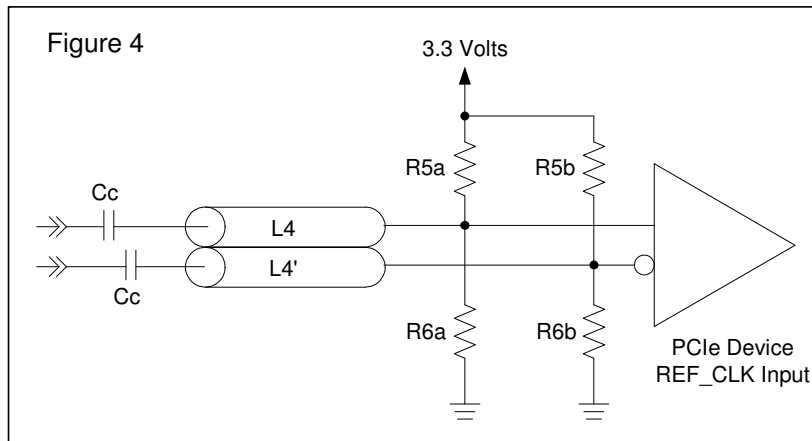 Figure 4
3.3 Volts
R5a
R5b
Cc
L4
L4'
Cc
R6a
R6b
PCIe Device
REF_CLK Input